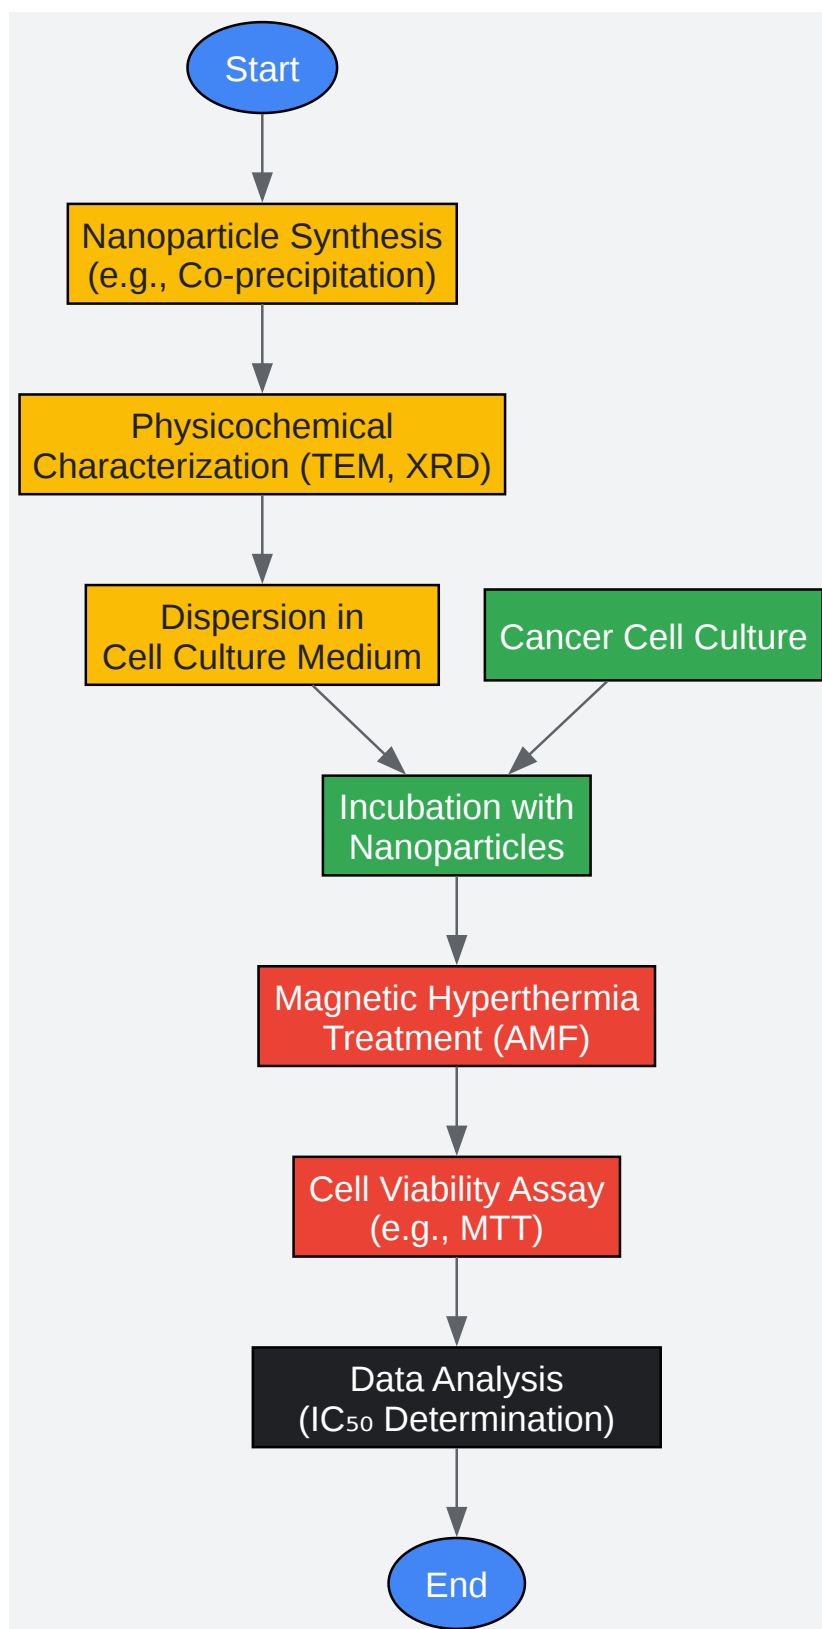 Start
Nanoparticle Synthesis
(e.g., Co-precipitation)
Physicochemical
Characterization (TEM, XRD)
Dispersion in
Cell Culture Medium
Cancer Cell Culture
Incubation with
Nanoparticles
Magnetic Hyperthermia
Treatment (AMF)
Cell Viability Assay
(e.g., MTT)
Data Analysis
(IC₅₀ Determination)
End